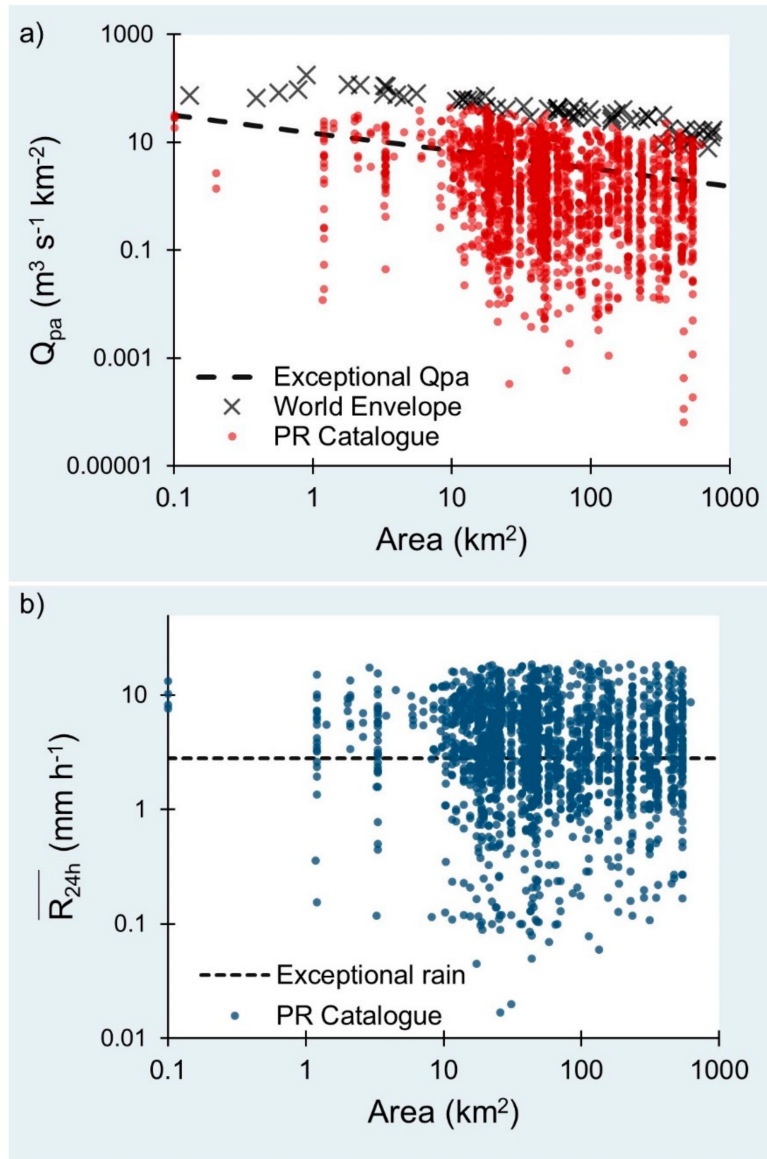 a)
1000
10
0.1
0.001
0.00001
Q_pa (m³ s⁻¹ km⁻²)
Exceptional Qpa
World Envelope
PR Catalogue
0.1 1 10 100 1000
Area (km²)
b)
10
1
0.1
0.01
R̅_24h (mm h⁻¹)
Exceptional rain
PR Catalogue
0.1 1 10 100 1000
Area (km²)